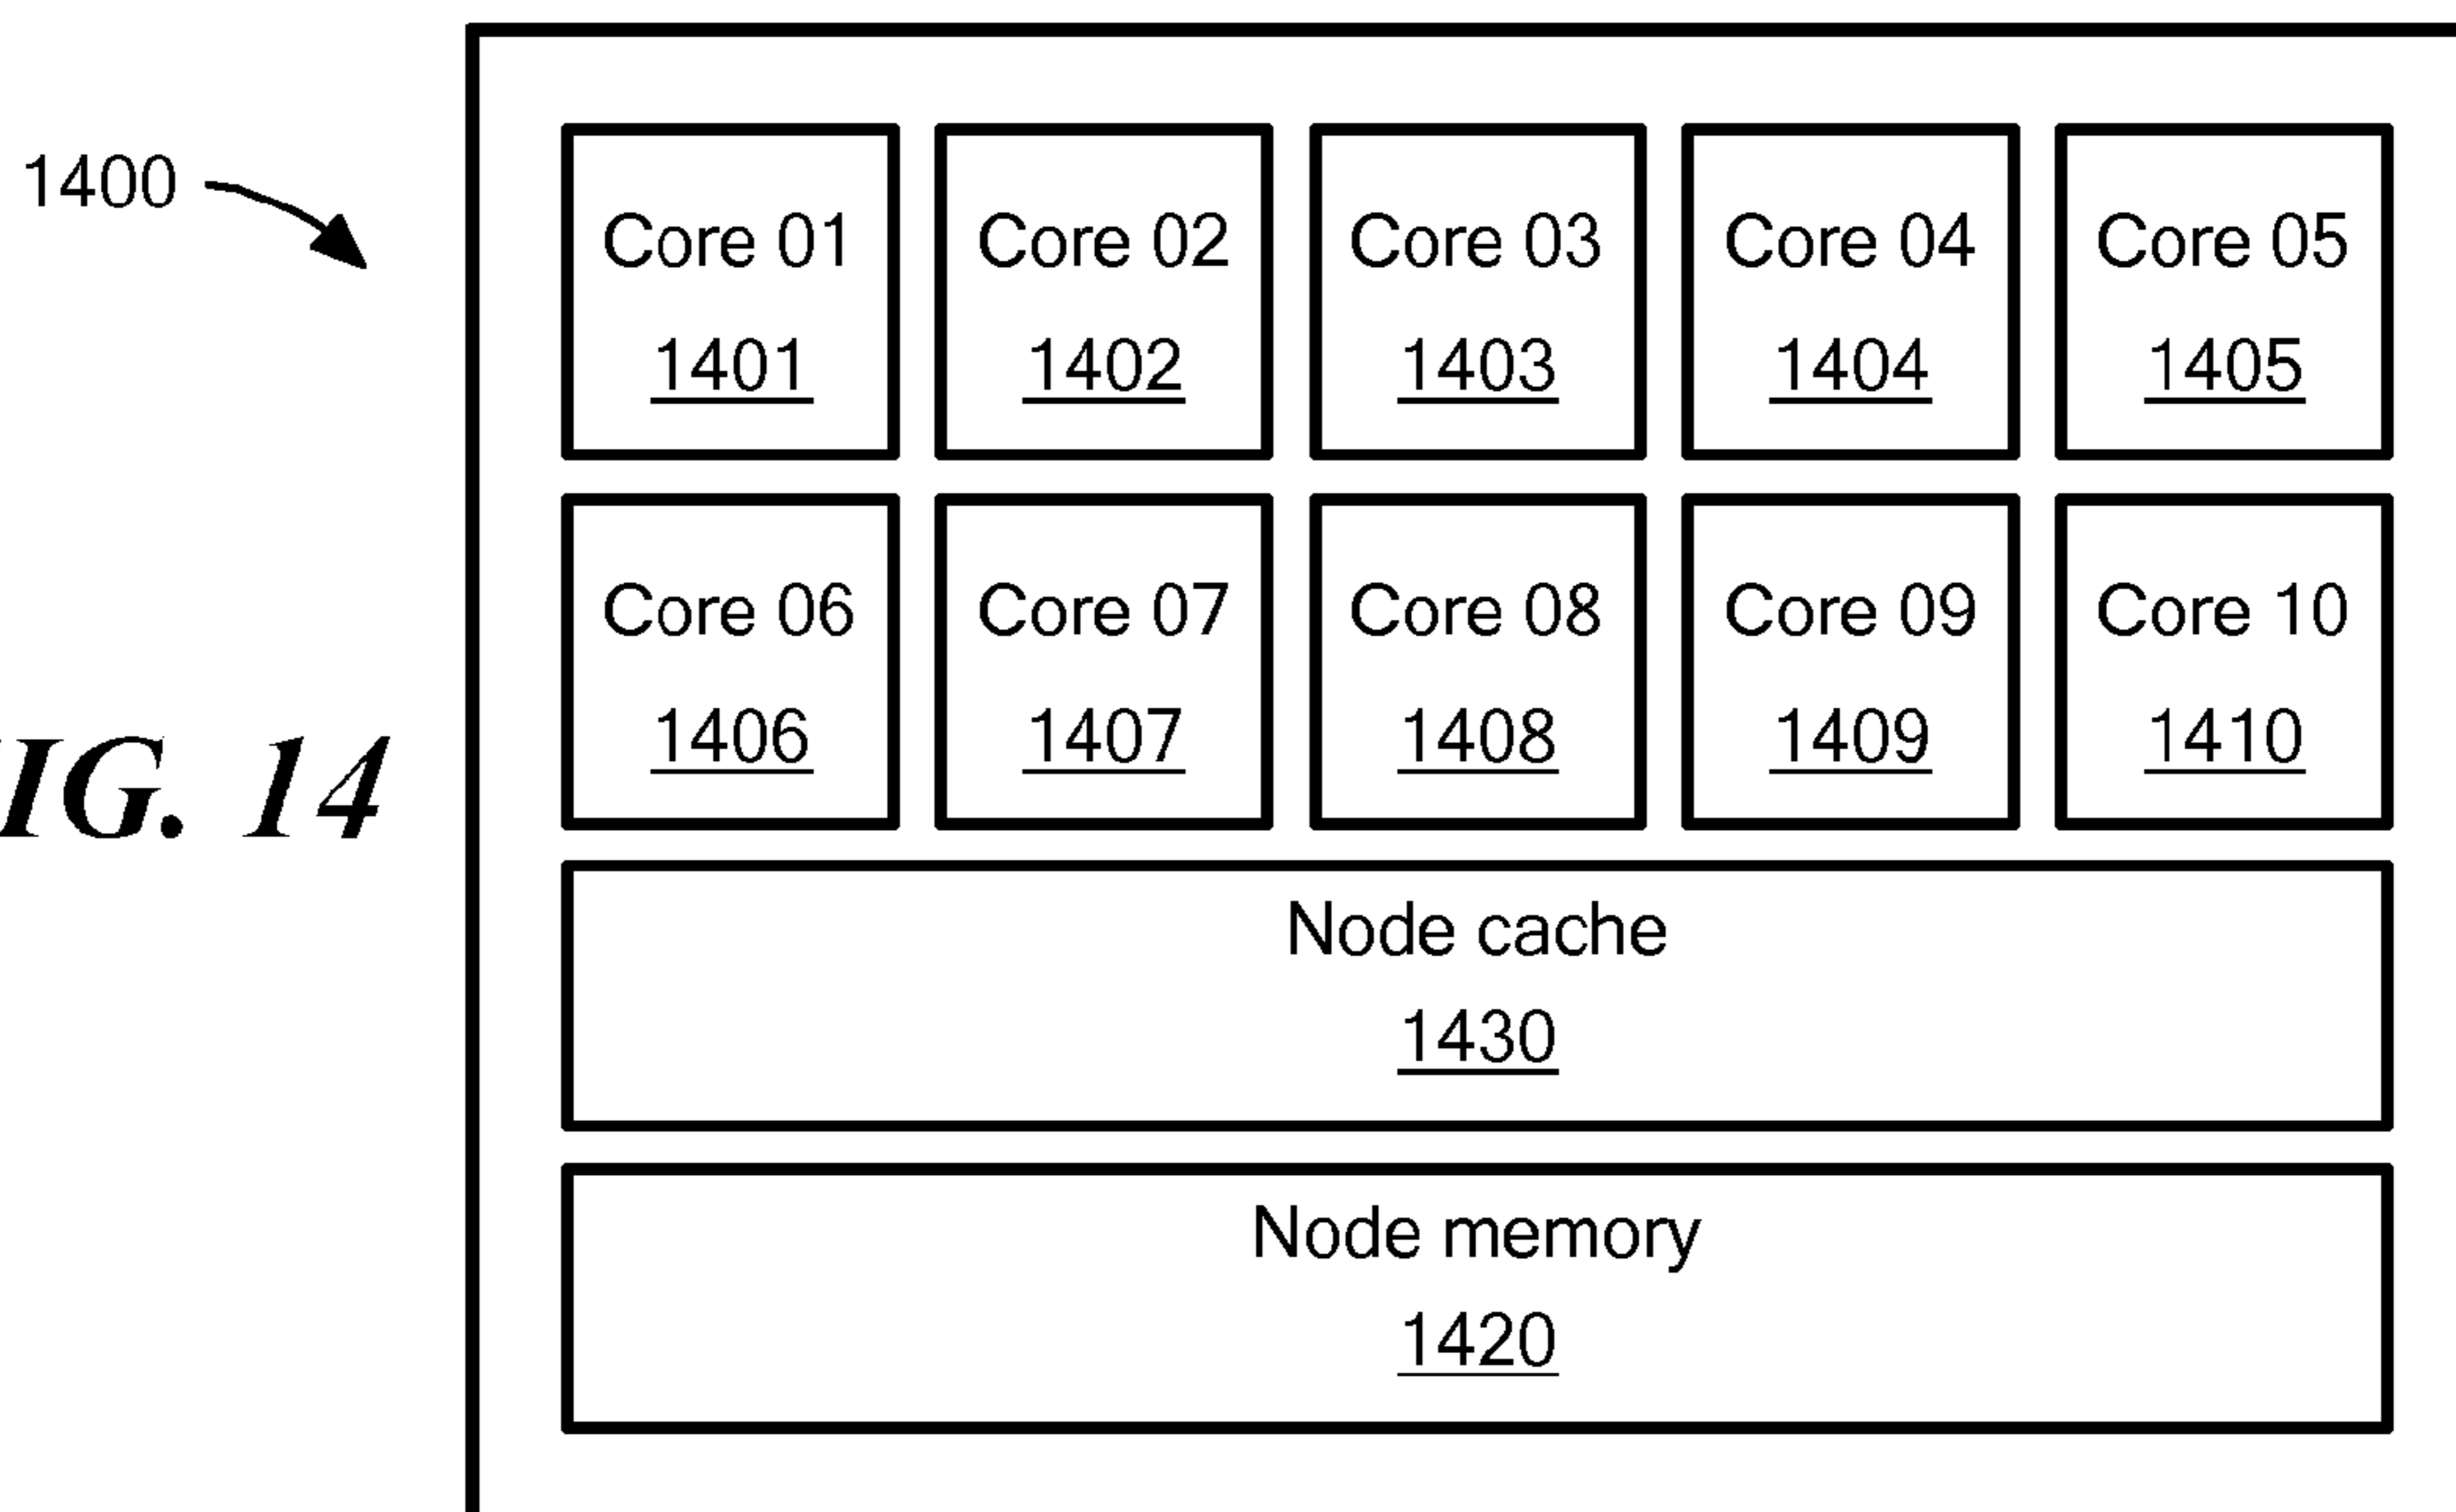 1400
Core 01 Core 02 Core 03 Core 04 Core 05
1401 1402 1403 1404 1405
Core 06 Core 07 Core 08 Core 09 Core 10
1406 1407 1408 1409 1410
IG. 14
Node cache
1430
Node memory
1420